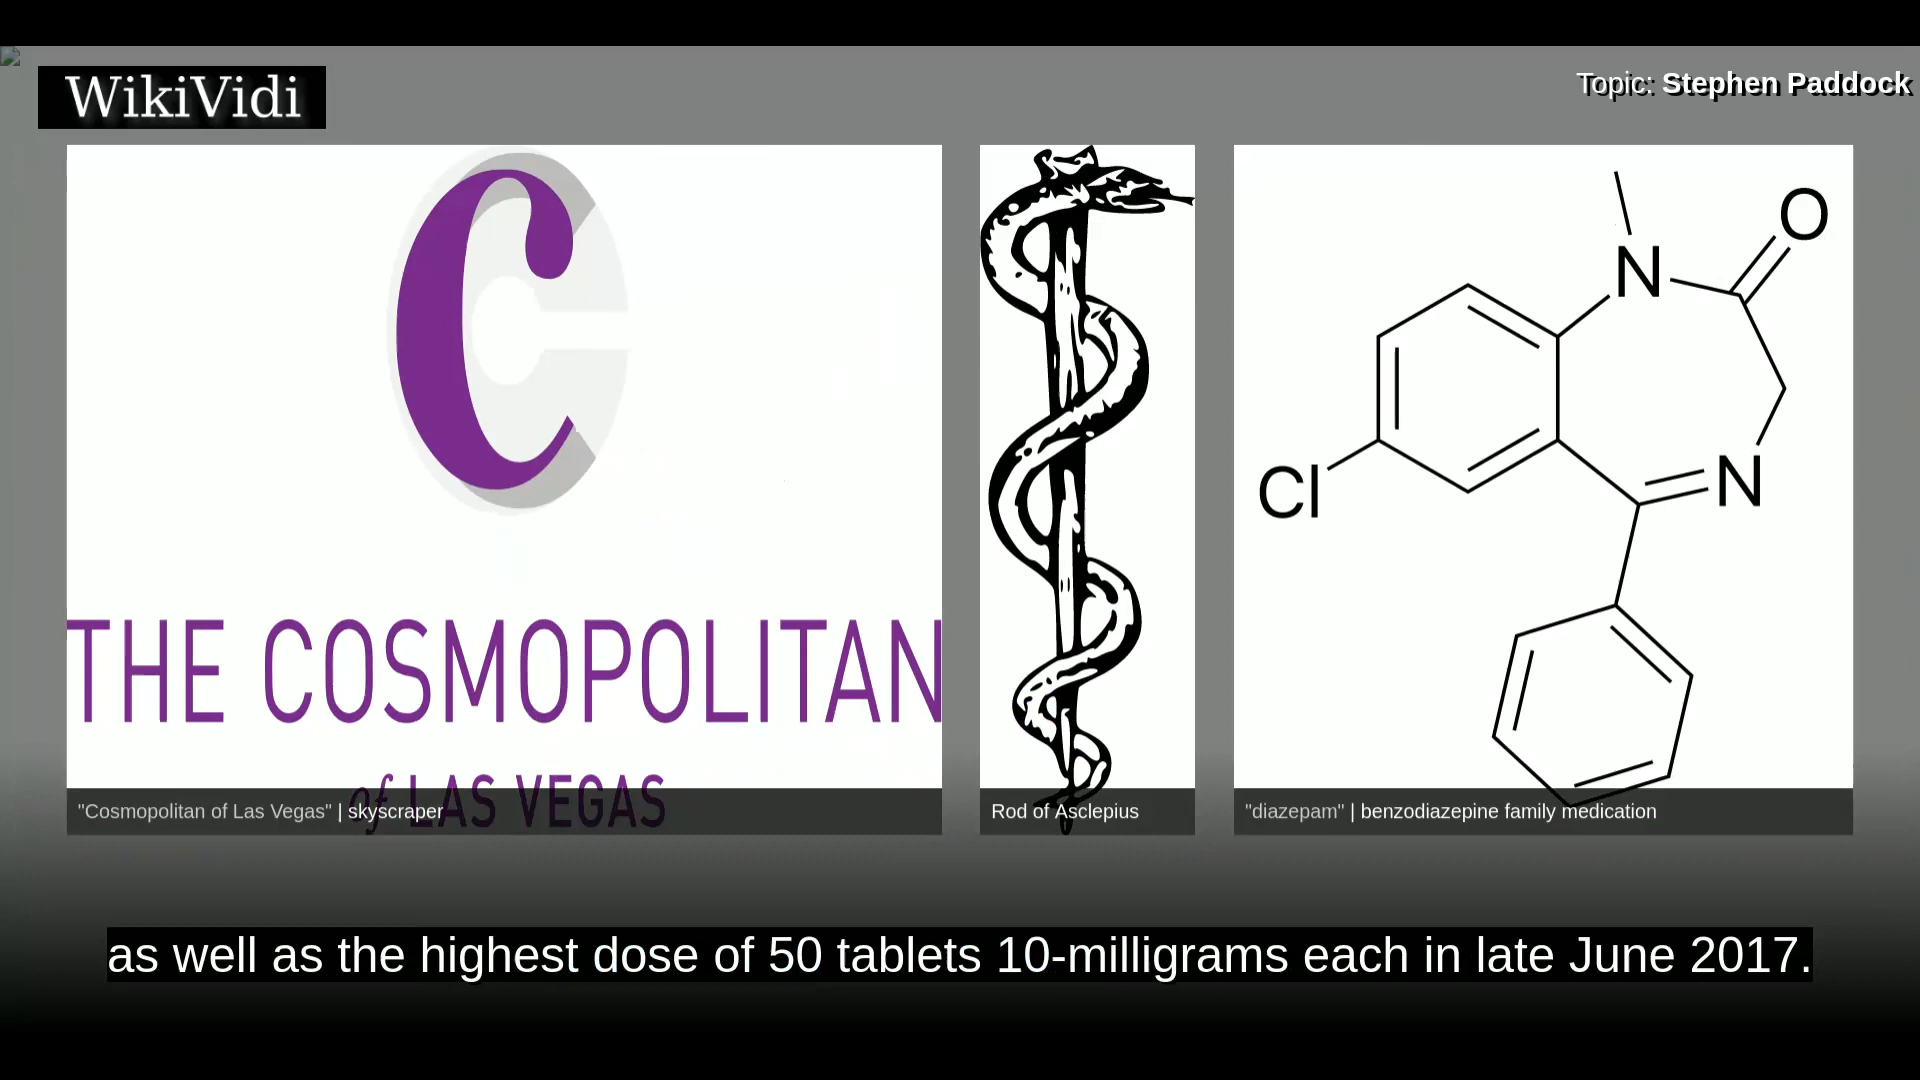 WikiVidi
Topic: Stephen Paddock
C
THE COSMOPOLITAN
of LAS VEGAS
"Cosmopolitan of Las Vegas" | skyscraper
Rod of Asclepius
O
N
N
Cl
"diazepam" | benzodiazepine family medication
as well as the highest dose of 50 tablets 10-milligrams each in late June 2017.